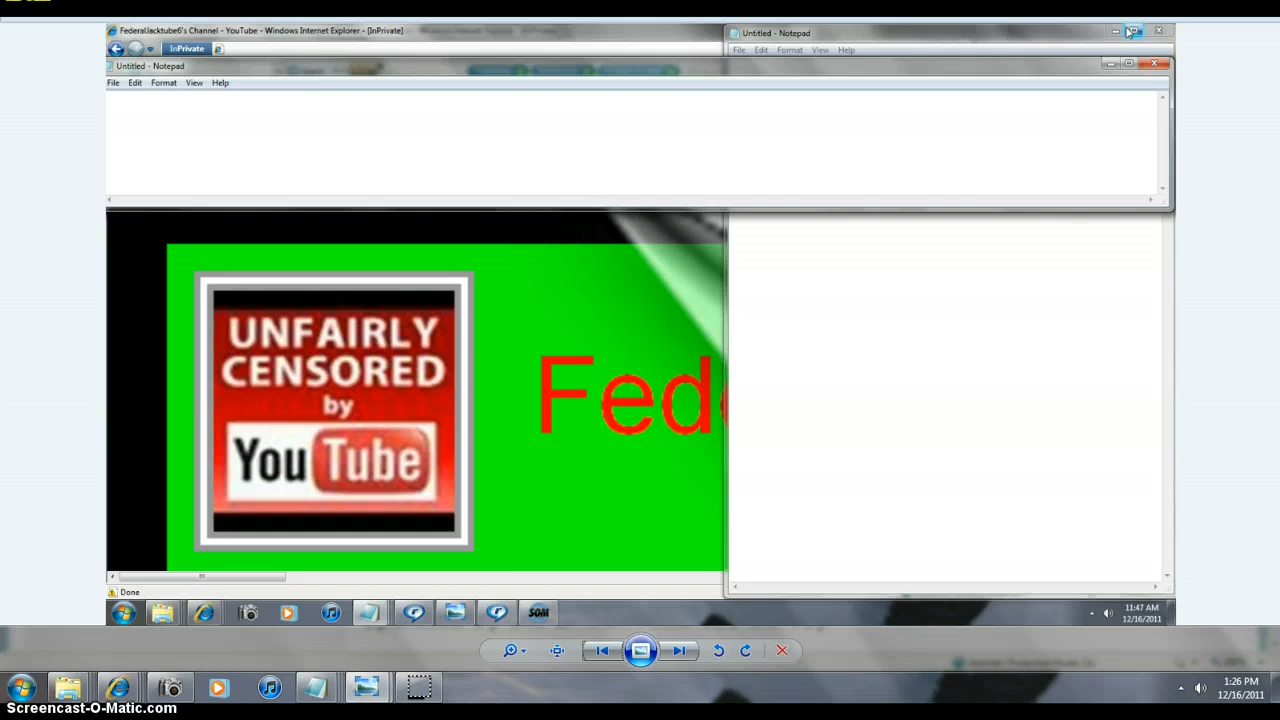 FederalJacktube6's Channel - YouTube - Windows Internet Explorer - [InPrivate]
Untitled - Notepad
InPrivate
File Edit Format View Help
Untitled - Notepad
File Edit Format View Help
UNFAIRLY
CENSORED
by
YouTube
Fed
Done
SOM
11:47 AM
12/16/2011
1:26 PM
12/16/2011
Screencast-O-Matic.com